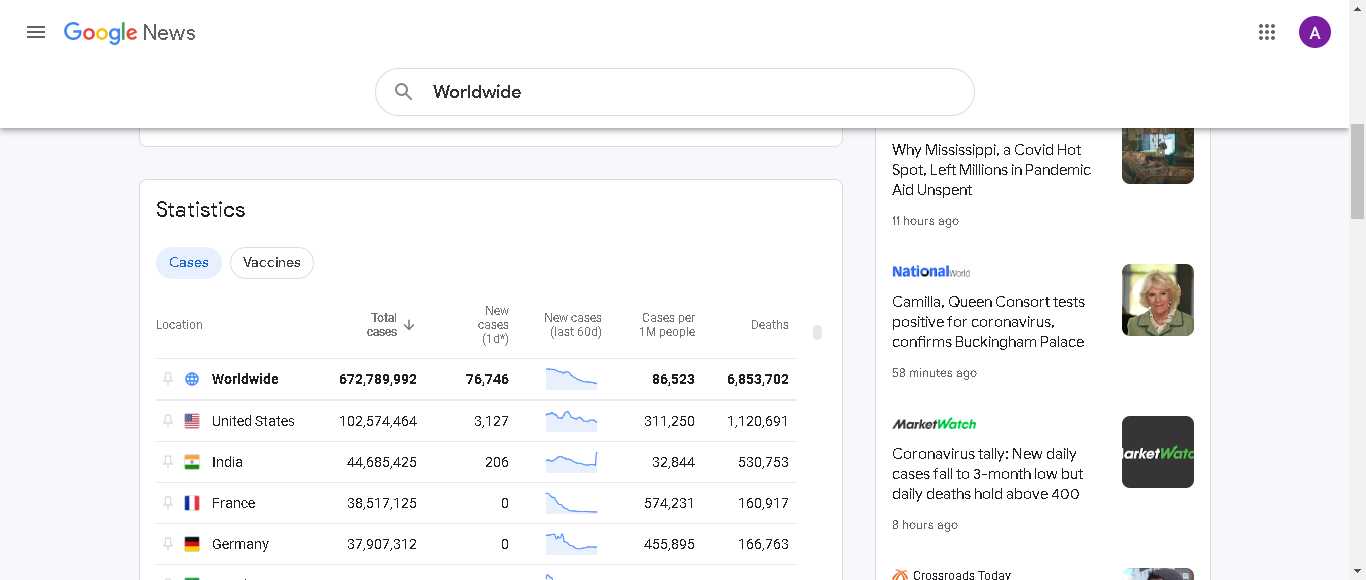 Google News
A
Worldwide
Statistics
Cases
Vaccines
Location
Total
cases
New
cases
(1d*)
New cases
(last 60d)
Cases per
1M people
Deaths
Worldwide 672,789,992 76,746 86,523 6,853,702
United States 102,574,464 3,127 311,250 1,120,691
India 44,685,425 206 32,844 530,753
France 38,517,125 0 574,231 160,917
Germany 37,907,312 0 455,895 166,763
Why Mississippi, a Covid Hot
Spot, Left Millions in Pandemic
Aid Unspent
11 hours ago
NationalWorld
Camilla, Queen Consort tests
positive for coronavirus,
confirms Buckingham Palace
58 minutes ago
MarketWatch
Coronavirus tally: New daily
cases fall to 3-month low but
daily deaths hold above 400
8 hours ago
Crossroads Today